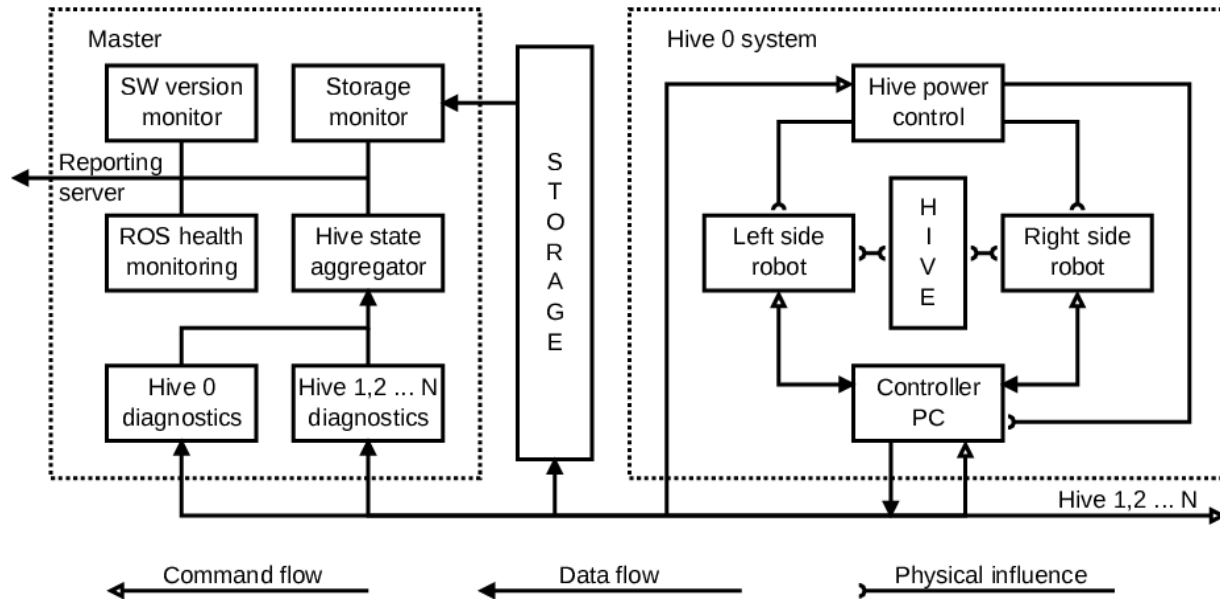 Master
SW version
monitor
Storage
monitor
Reporting
server
ROS health
monitoring
Hive state
aggregator
Hive 0
diagnostics
Hive 1,2 ... N
diagnostics
S
T
O
R
A
G
E
Hive 0 system
Hive power
control
Left side
robot
H
I
V
E
Right side
robot
Controller
PC
Hive 1,2 ... N
Command flow
Data flow
Physical influence